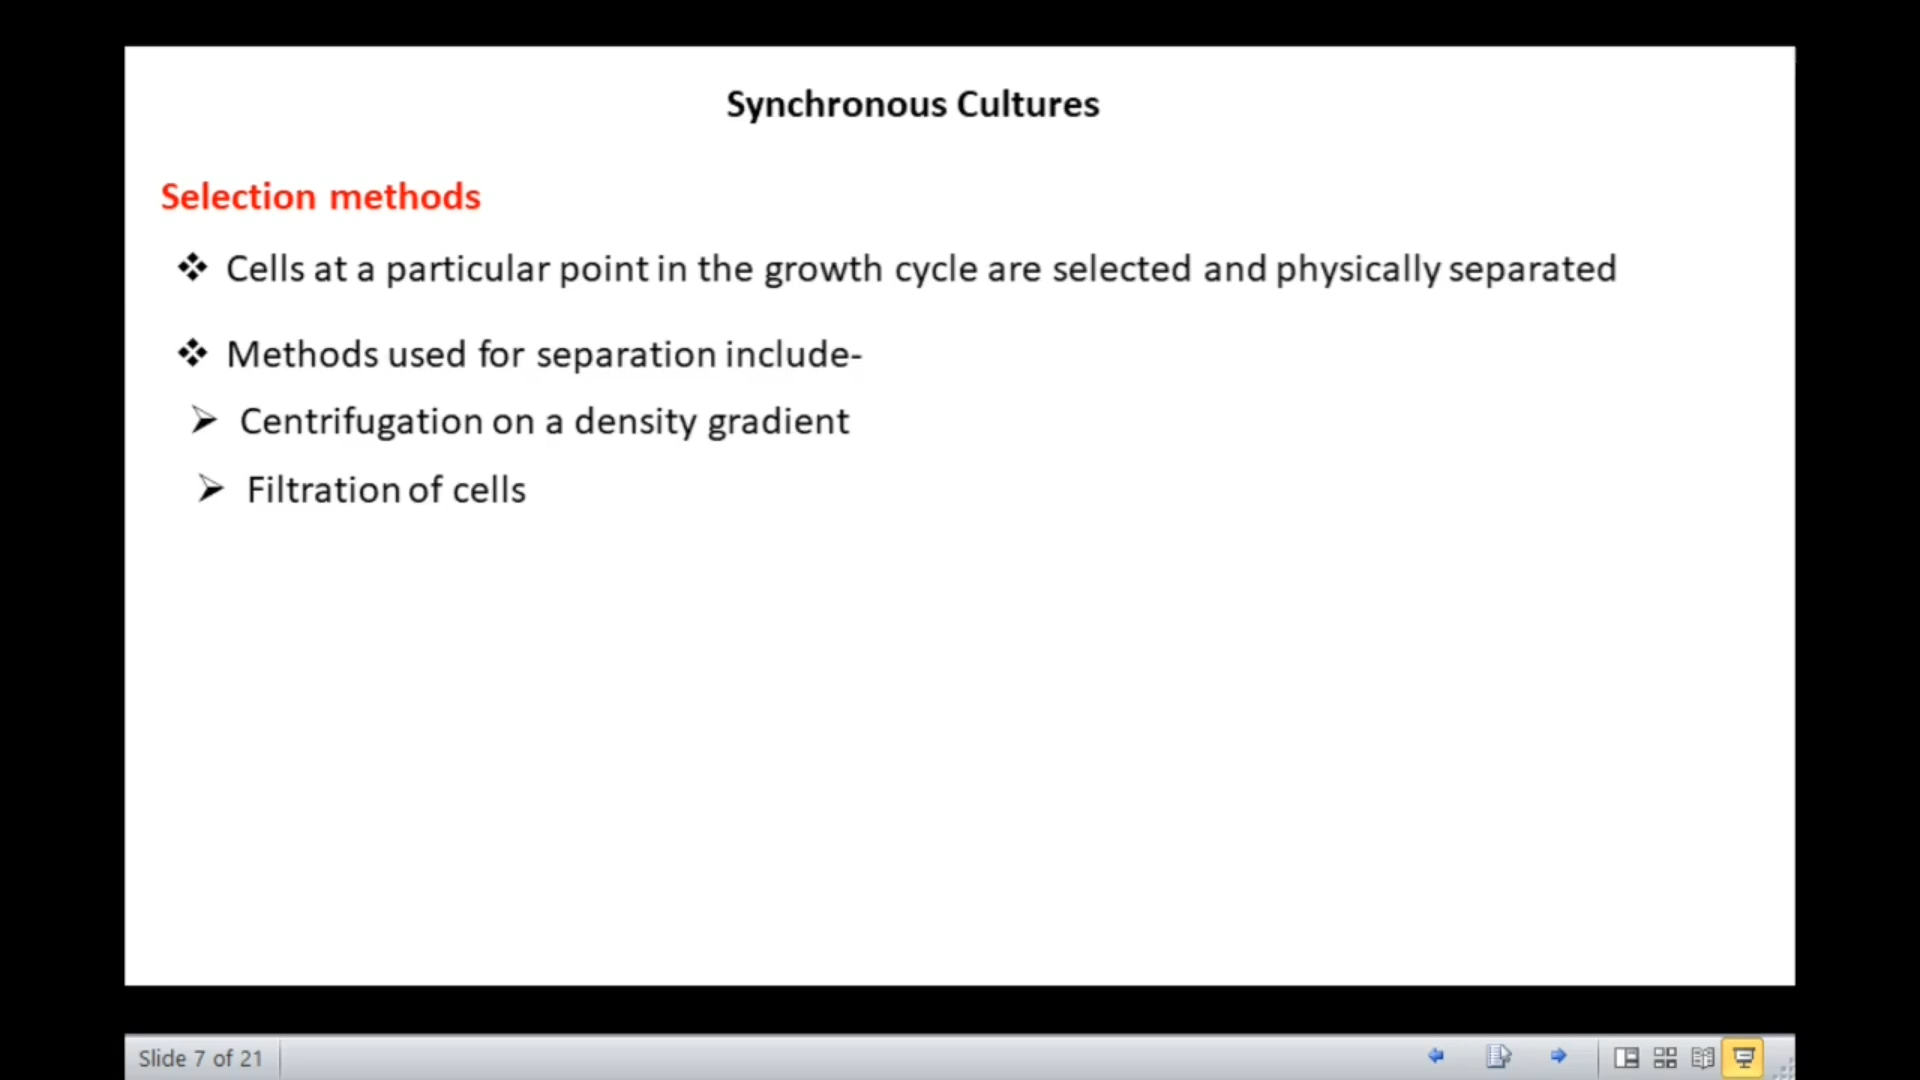 Synchronous Cultures
Selection methods
❖ Cells at a particular point in the growth cycle are selected and physically separated
❖ Methods used for separation include-
➢ Centrifugation on a density gradient
➢ Filtration of cells
Slide 7 of 21